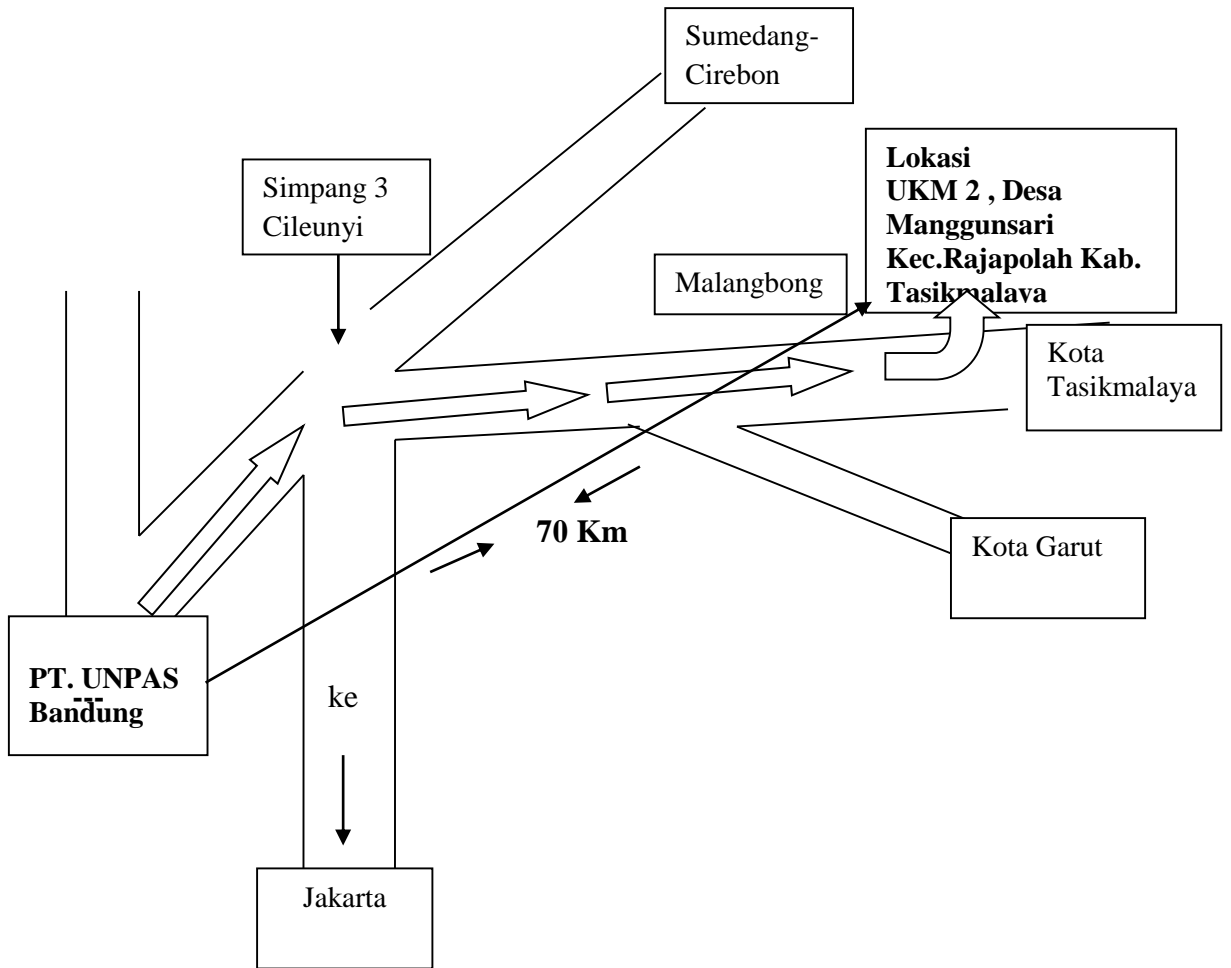 Sumedang-
Cirebon
Simpang 3
Cileunyi
Lokasi
UKM 2 , Desa
Manggunsari
Kec.Rajapolah Kab.
Tasikmalaya
Malangbong
Kota
Tasikmalaya
70 Km
Kota Garut
PT. UNPAS
---
Bandung
ke
Jakarta